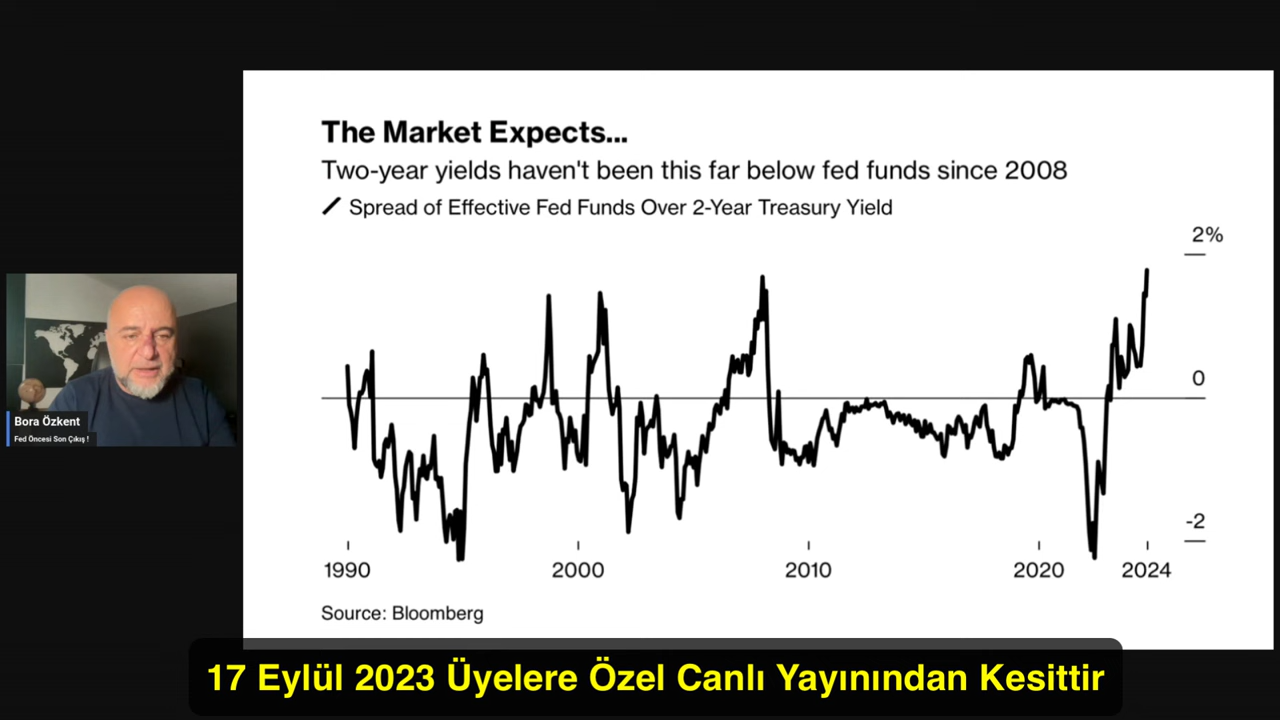 The Market Expects...
Two-year yields haven't been this far below fed funds since 2008
Spread of Effective Fed Funds Over 2-Year Treasury Yield
2%
0
-2
1990 2000 2010 2020 2024
Source: Bloomberg
Bora Özkent
Fed Öncesi Son Çıkış !
17 Eylül 2023 Üyelere Özel Canlı Yayınından Kesittir